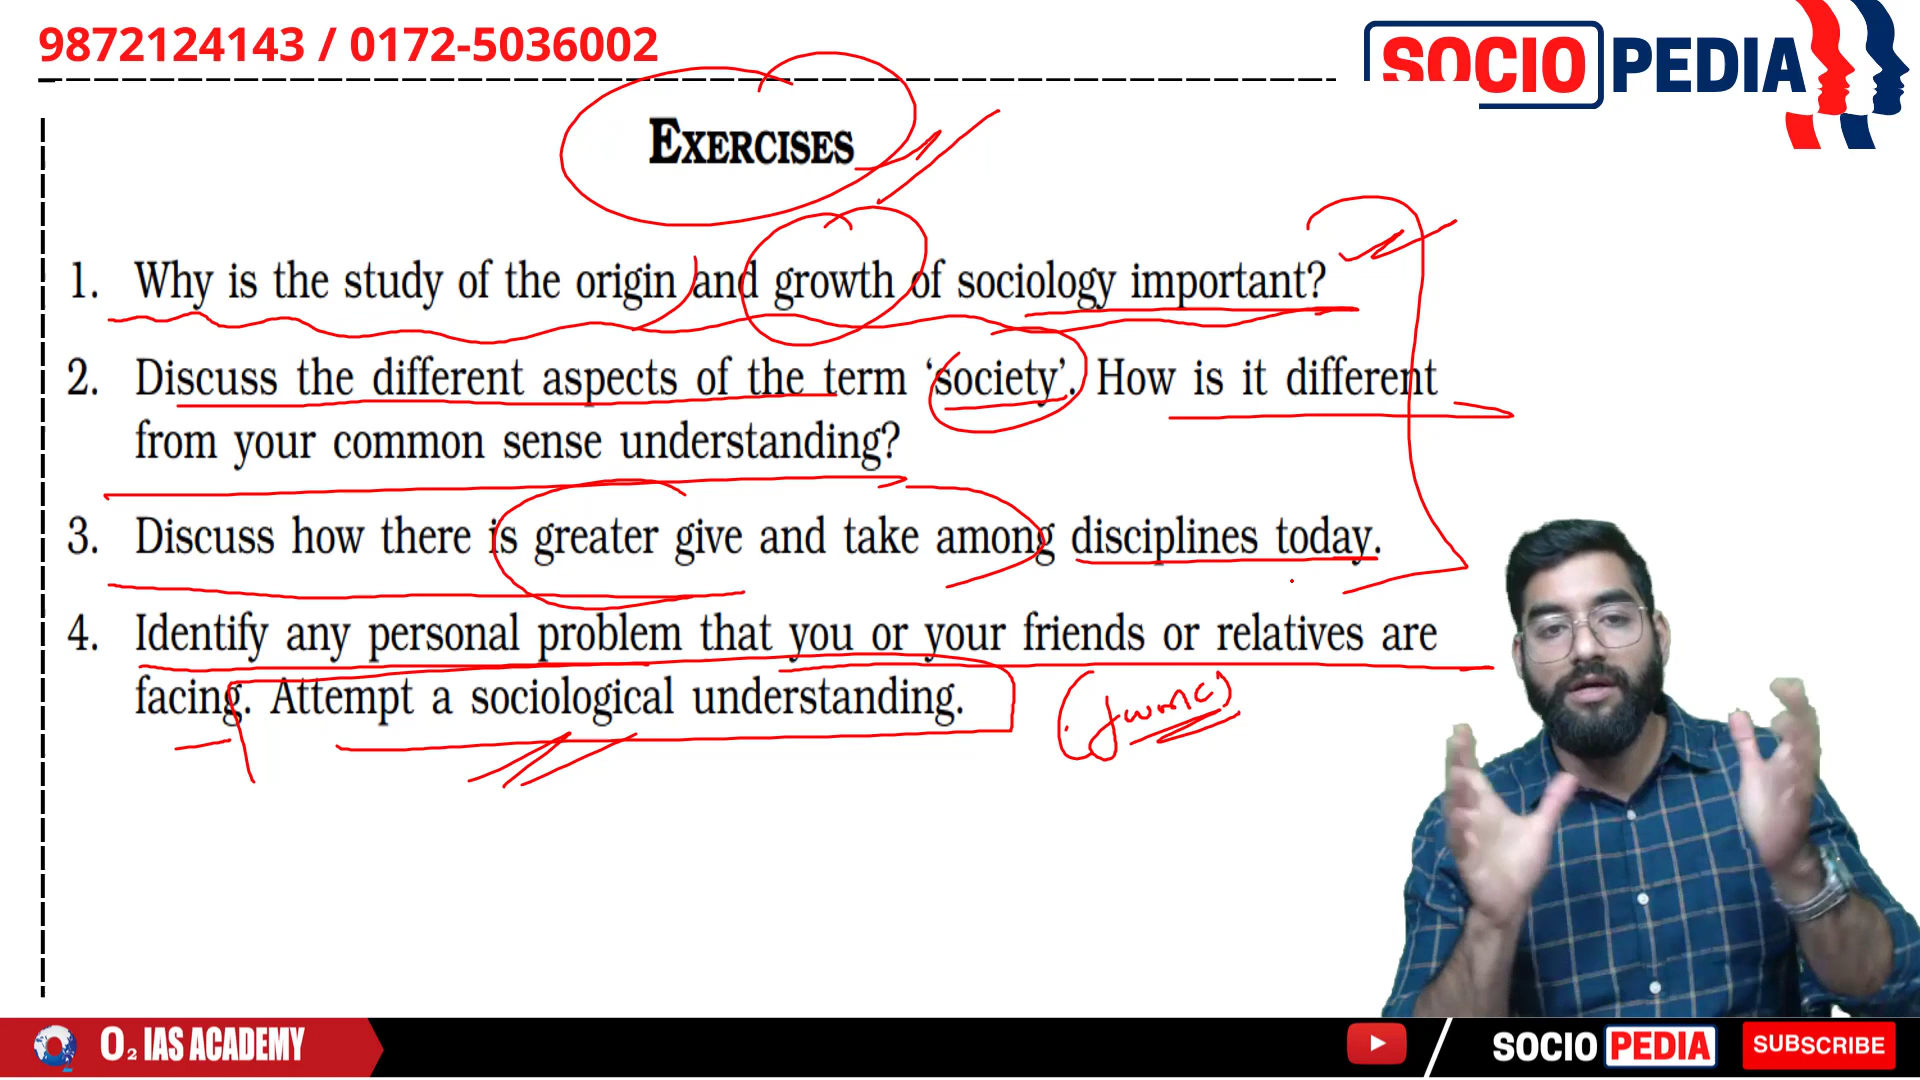 9872124143 / 0172-5036002
SOCIO PEDIA
EXERCISES
1. Why is the study of the origin and growth of sociology important?
2. Discuss the different aspects of the term ‘society’. How is it different
from your common sense understanding?
3. Discuss how there is greater give and take among disciplines today.
4. Identify any personal problem that you or your friends or relatives are
facing. Attempt a sociological understanding.
O2 IAS ACADEMY
SOCIO PEDIA
SUBSCRIBE